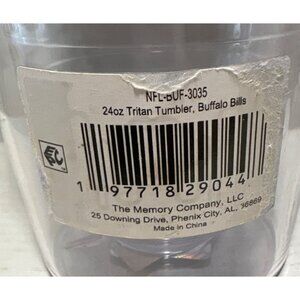 NFL-BUF-3035
24oz Tritan Tumbler, Buffalo Bills
1 97718 29044
The Memory Company, LLC
25 Downing Drive, Phenix City, AL, 36869
Made in China